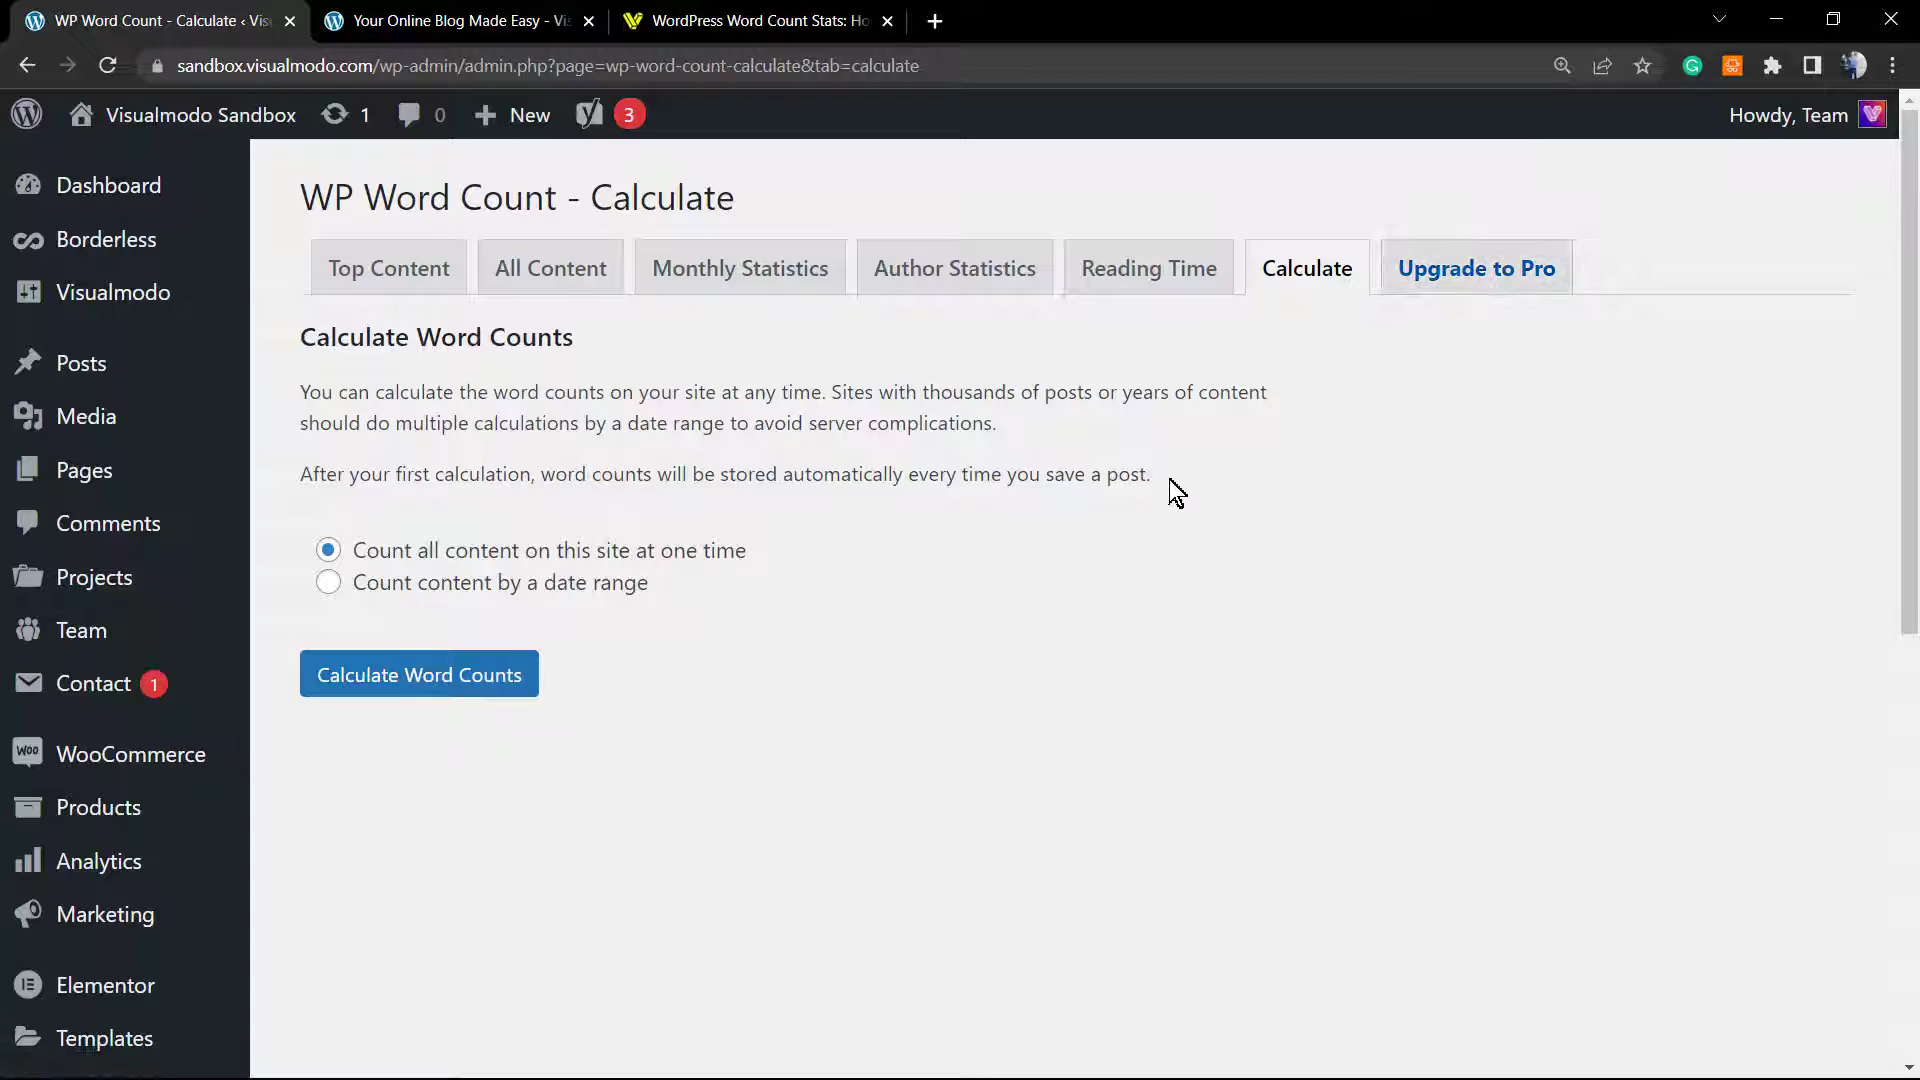 WP Word Count - Calculate ‹ Vis
Your Online Blog Made Easy - Vi
WordPress Word Count Stats: Ho
sandbox.visualmodo.com/wp-admin/admin.php?page=wp-word-count-calculate&tab=calculate
Visualmodo Sandbox
1
0
New
3
Howdy, Team
Dashboard
Borderless
Visualmodo
Posts
Media
Pages
Comments
Projects
Team
Contact 1
WooCommerce
Products
Analytics
Marketing
Elementor
Templates
WP Word Count - Calculate
Top Content
All Content
Monthly Statistics
Author Statistics
Reading Time
Calculate
Upgrade to Pro
Calculate Word Counts
You can calculate the word counts on your site at any time. Sites with thousands of posts or years of content
should do multiple calculations by a date range to avoid server complications.
After your first calculation, word counts will be stored automatically every time you save a post.
Count all content on this site at one time
Count content by a date range
Calculate Word Counts